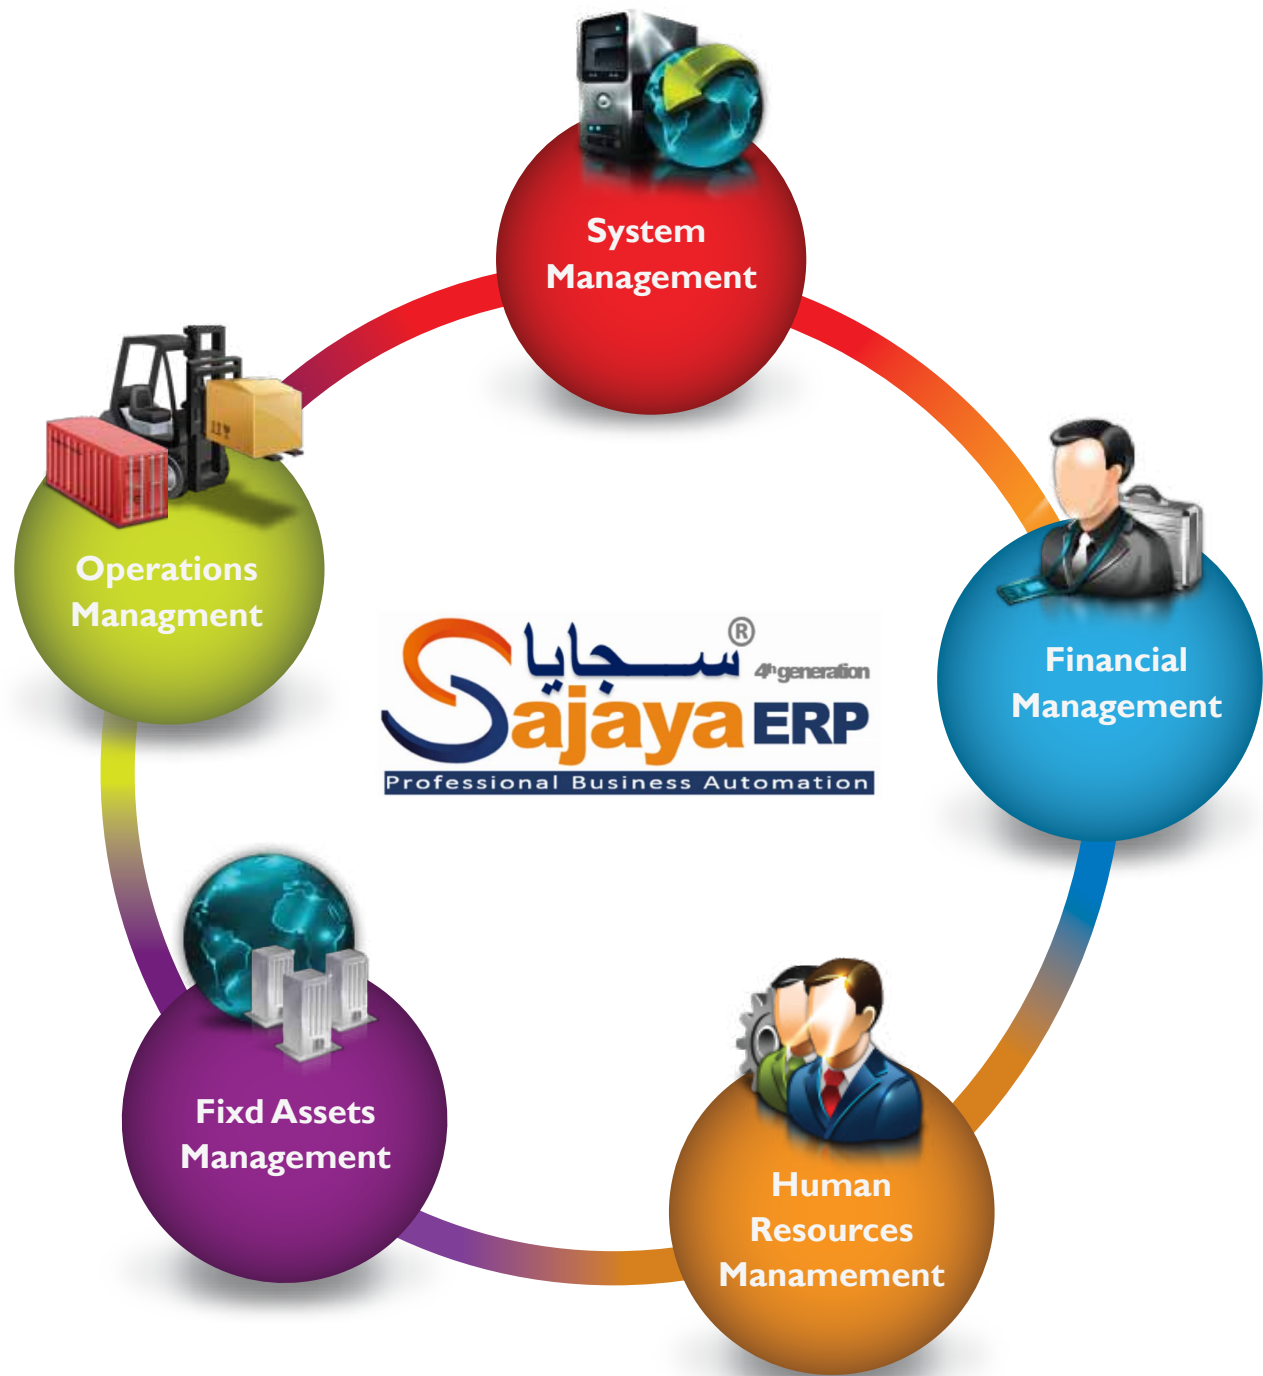 System
Management
Operations
Managment
Financial
Management
سجايا®
4th generation
Sajaya ERP
Professional Business Automation
Fixd Assets
Management
Human
Resources
Manamement